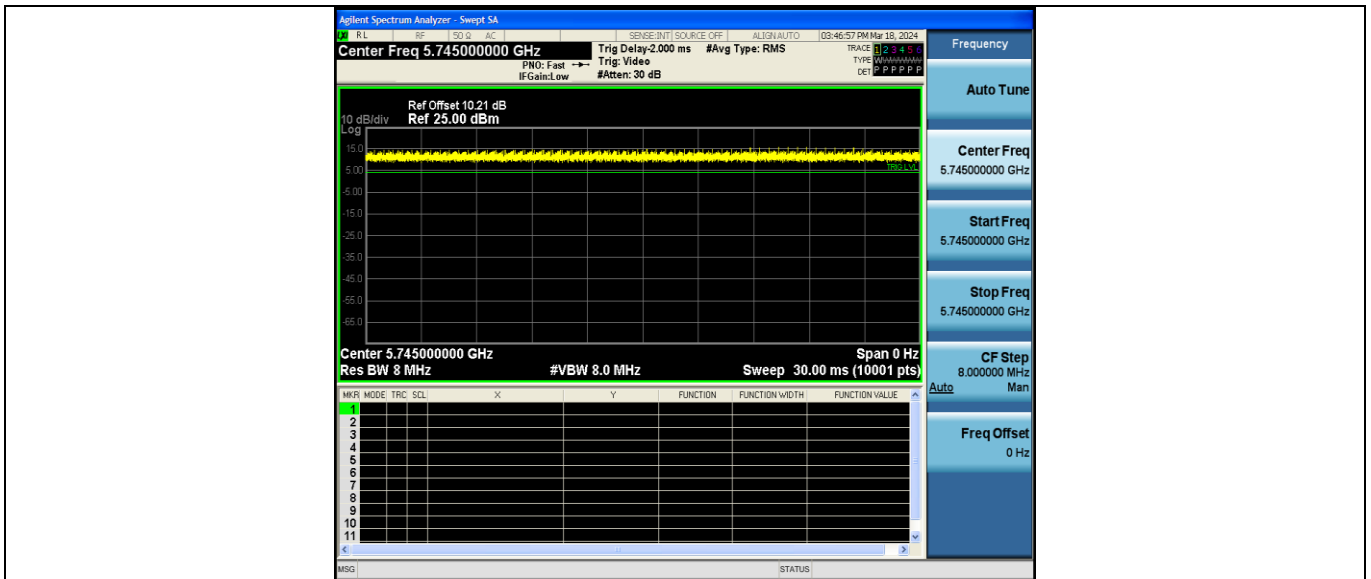 Agilent Spectrum Analyzer - Swept SA
RL RF 50 Ω AC SENSE:INT SOURCE OFF ALIGN AUTO 03:46:57 PM Mar 18, 2024
Center Freq 5.745000000 GHz
PNO: Fast
IFGain:Low
Trig Delay-2.000 ms #Avg Type: RMS
Trig: Video
#Atten: 30 dB
TRACE 1 2 3 4 5 6
TYPE
DET P P P P P P
Ref Offset 10.21 dB
10 dB/div Ref 25.00 dBm
Log
15.0
5.00
TRIG LVL
-5.00
-15.0
-25.0
-35.0
-45.0
-55.0
-65.0
Center 5.745000000 GHz Span 0 Hz
Res BW 8 MHz #VBW 8.0 MHz Sweep 30.00 ms (10001 pts)
MKR MODE TRC SCL X Y FUNCTION FUNCTION WIDTH FUNCTION VALUE
1
2
3
4
5
6
7
8
9
10
11
MSG STATUS
Frequency
Auto Tune
Center Freq
5.745000000 GHz
Start Freq
5.745000000 GHz
Stop Freq
5.745000000 GHz
CF Step
8.000000 MHz
Auto Man
Freq Offset
0 Hz